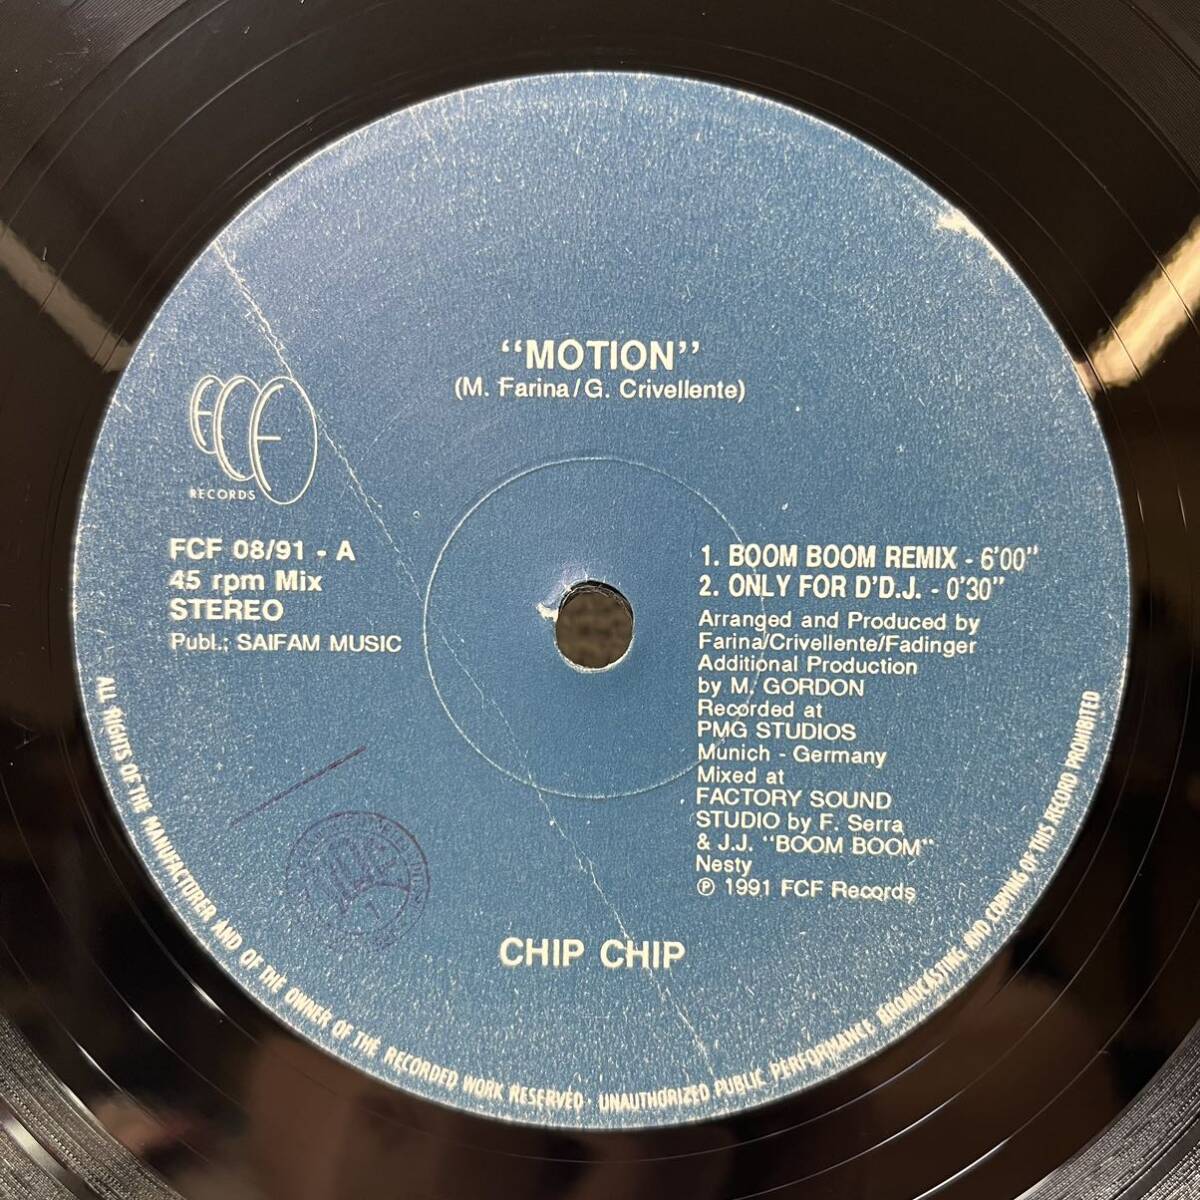 "MOTION"
(M. Farina/G. Crivellente)
FCF
RECORDS
FCF 08/91 - A
45 rpm Mix
STEREO
Publ.; SAIFAM MUSIC
1. BOOM BOOM REMIX - 6'00"
2. ONLY FOR D'D.J. - 0'30"
Arranged and Produced by
Farina/Crivellente/Fadinger
Additional Production
by M. GORDON
Recorded at
PMG STUDIOS
Munich - Germany
Mixed at
FACTORY SOUND
STUDIO by F. Serra
& J.J. "BOOM BOOM"
Nesty
℗ 1991 FCF Records
CHIP CHIP
ALL RIGHTS OF THE MANUFACTURER AND OF THE OWNER OF THE RECORDED WORK RESERVED · UNAUTHORIZED PUBLIC PERFORMANCE BROADCASTING AND COPYING OF THIS RECORD PROHIBITED